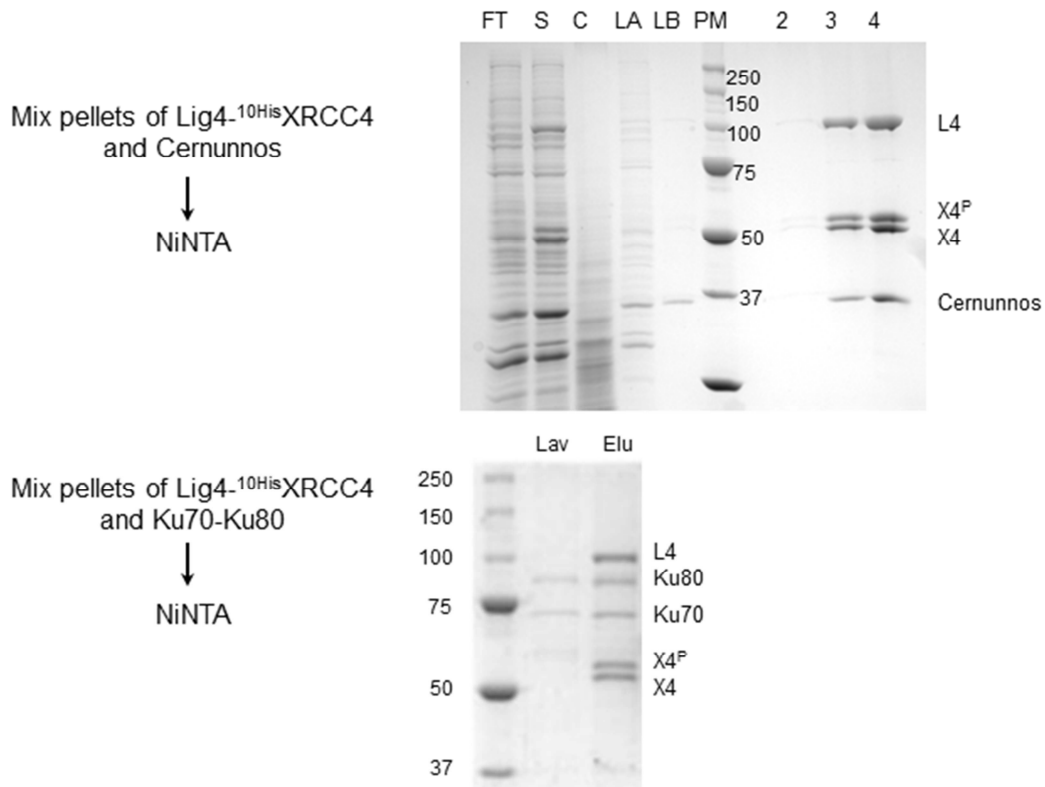 FT S C LA LB PM 2 3 4
Mix pellets of Lig4-10HisXRCC4
and Cernunnos
NiNTA
250
150
100
75
50
37
L4
X4P
X4
Cernunnos
Lav Elu
Mix pellets of Lig4-10HisXRCC4
and Ku70-Ku80
NiNTA
250
150
100
75
50
37
L4
Ku80
Ku70
X4P
X4